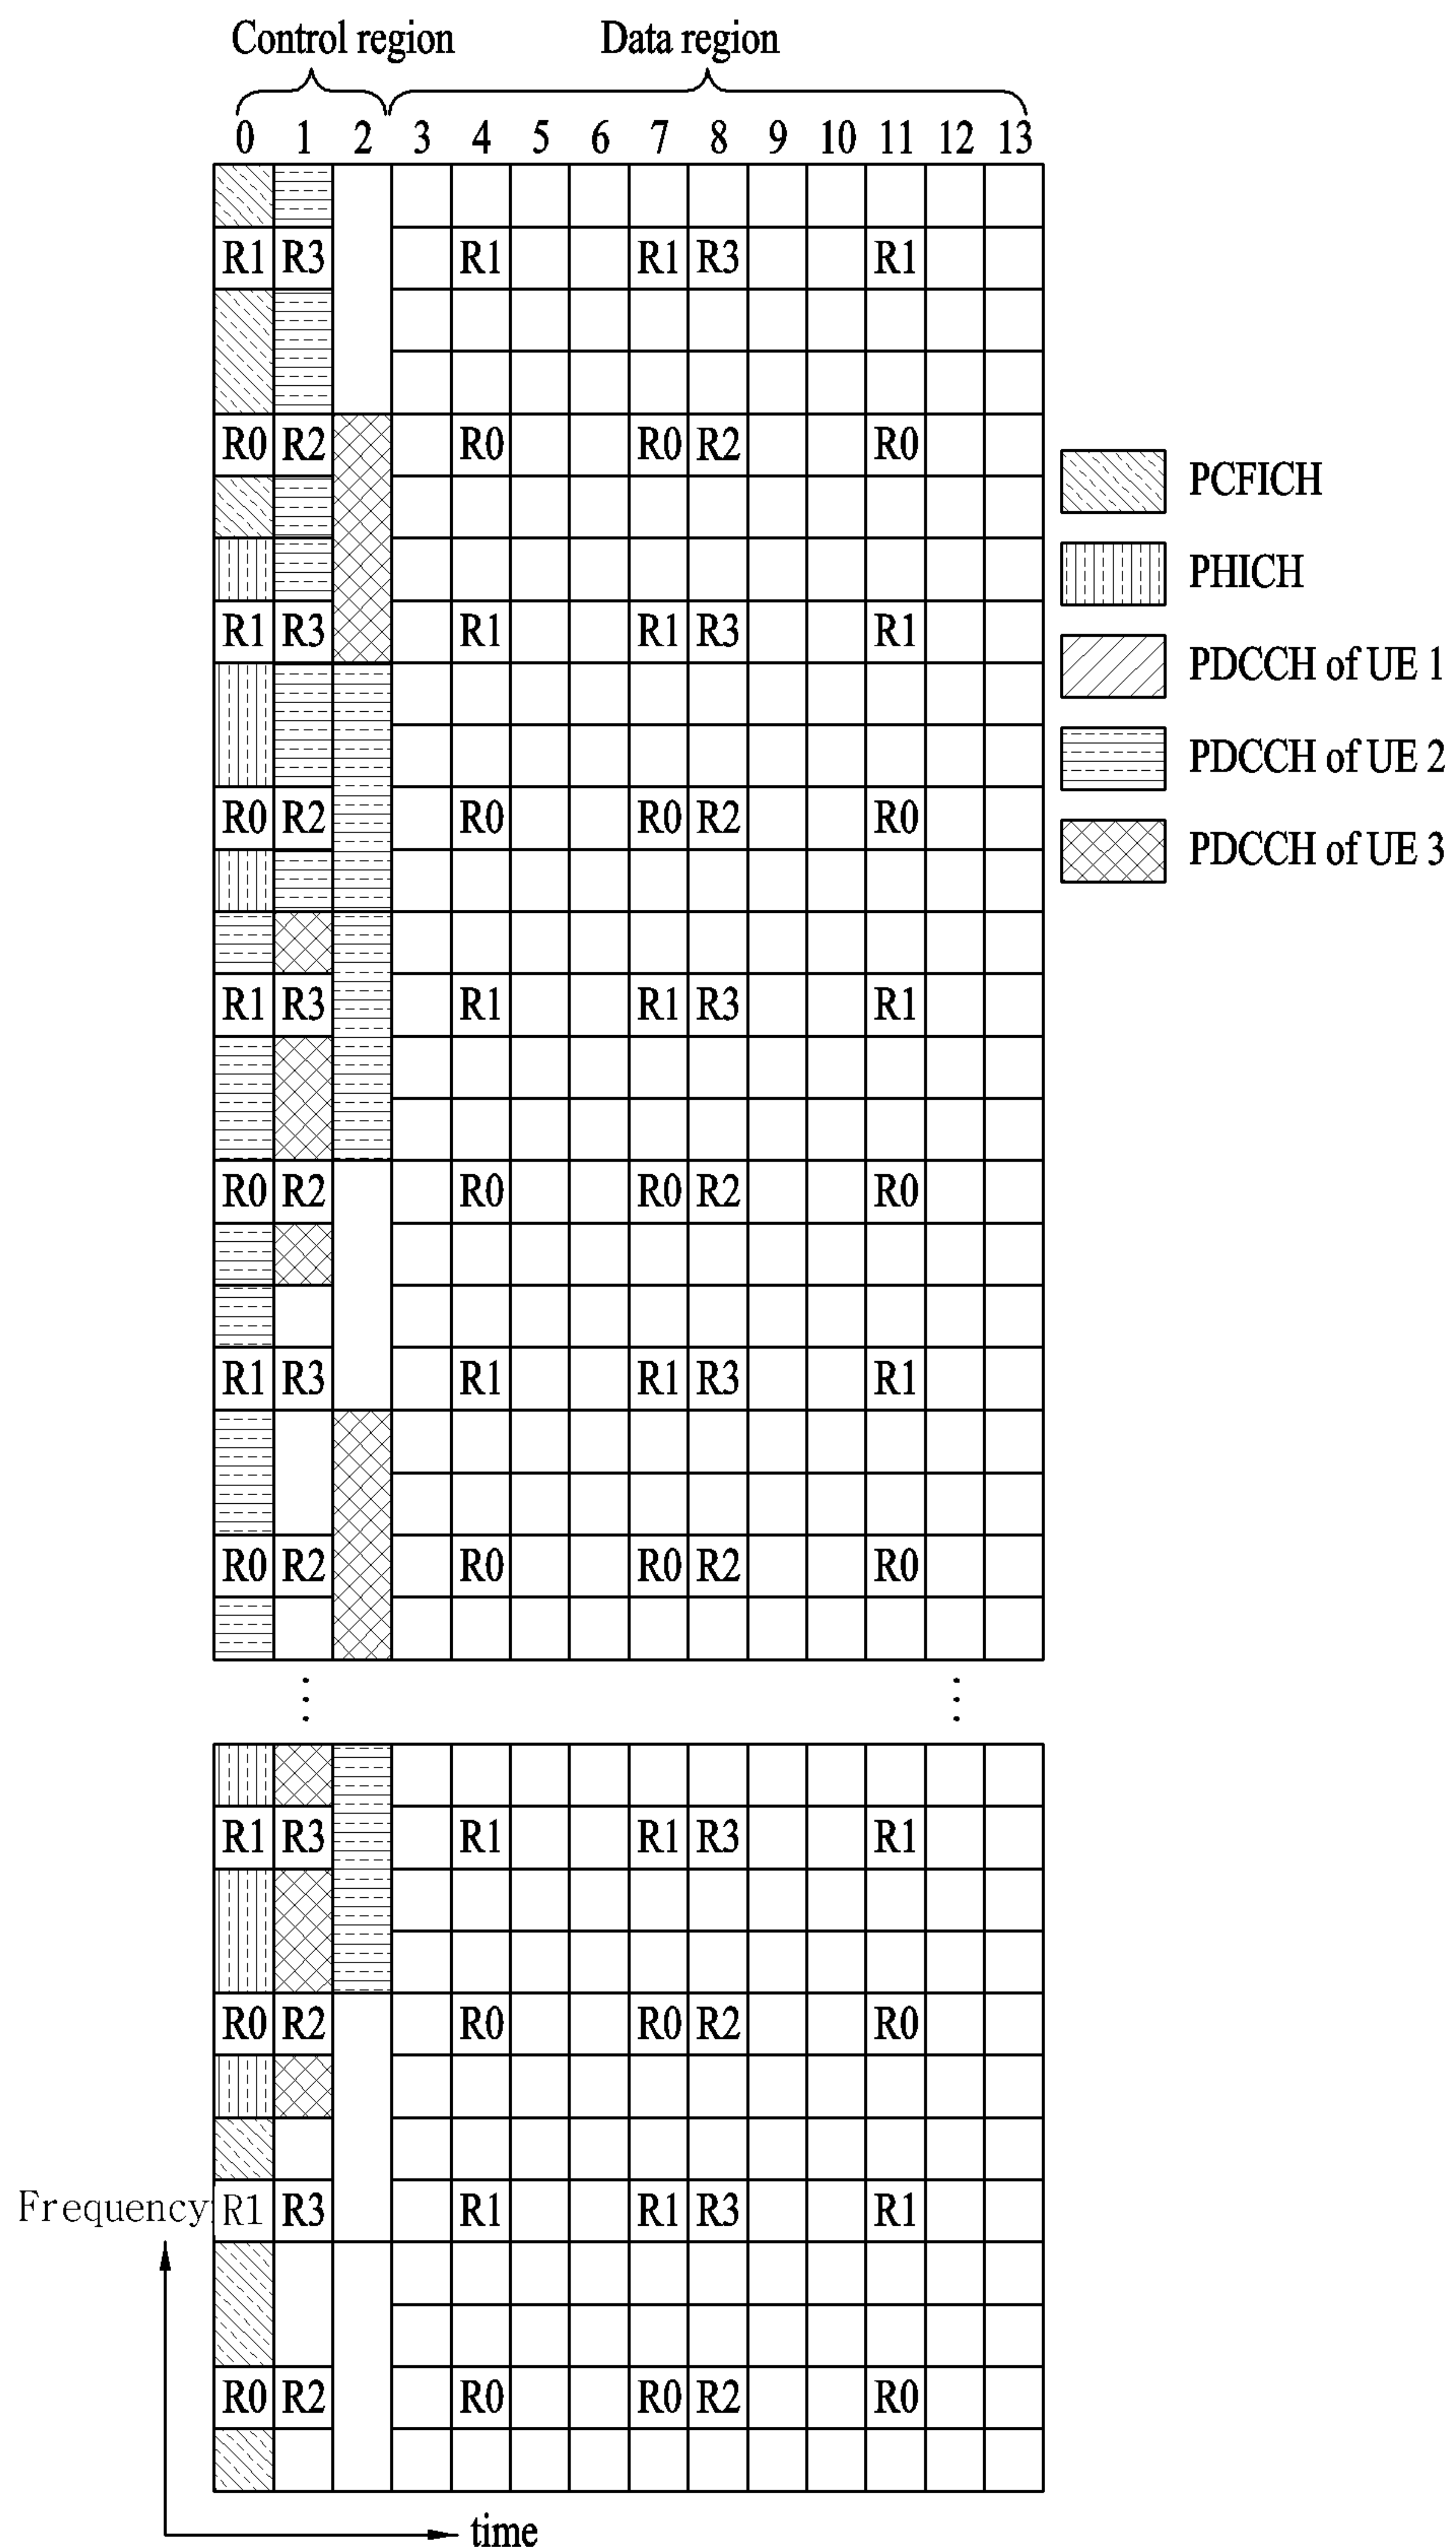 Control region Data region
0 1 2 3 4 5 6 7 8 9 10 11 12 13
R1 R3 R1 R1 R3 R1
R0 R2 R0 R0 R2 R0
PCFICH
PHICH
R1 R3 R1 R1 R3 R1
PDCCH of UE 1
PDCCH of UE 2
R0 R2 R0 R0 R2 R0
PDCCH of UE 3
R1 R3 R1 R1 R3 R1
R0 R2 R0 R0 R2 R0
R1 R3 R1 R1 R3 R1
R0 R2 R0 R0 R2 R0
R1 R3 R1 R1 R3 R1
R0 R2 R0 R0 R2 R0
Frequency R1 R3 R1 R1 R3 R1
R0 R2 R0 R0 R2 R0
time